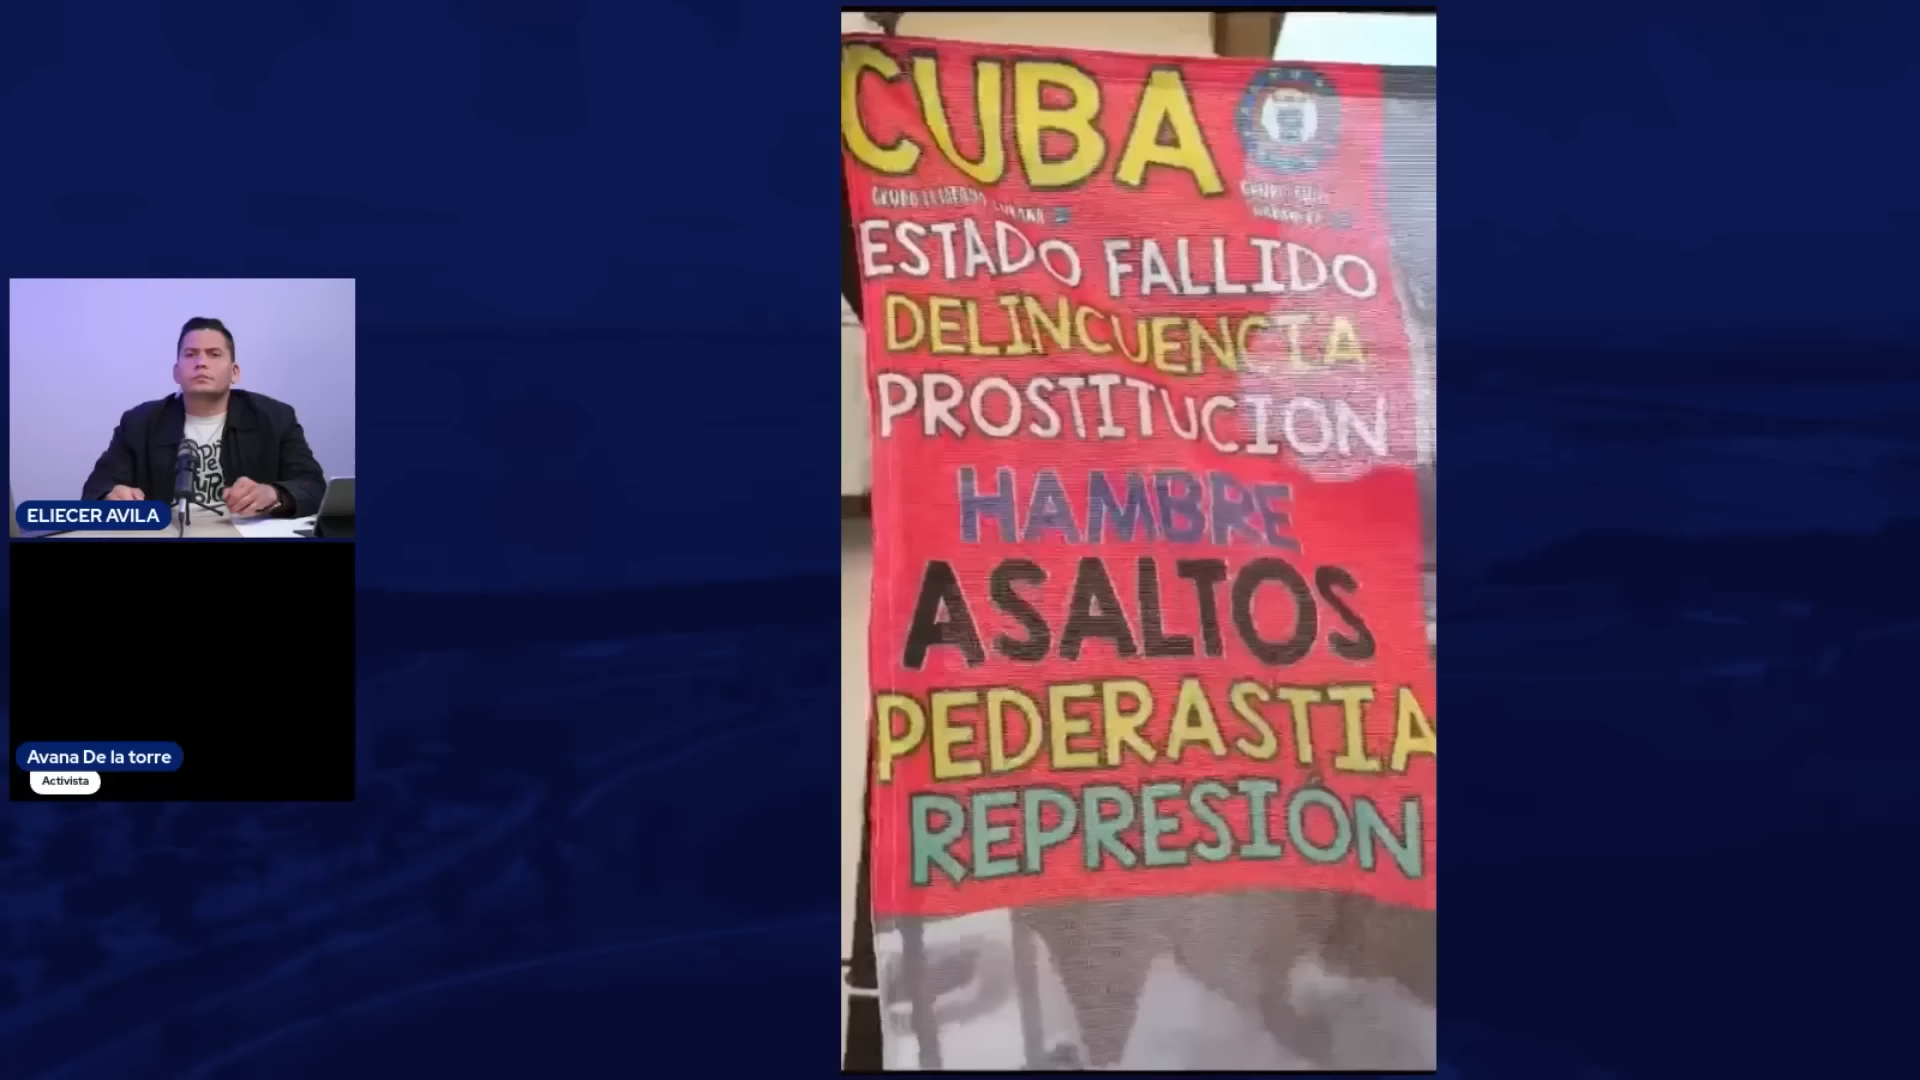 ELIECER AVILA
Avana De la torre
Activista
CUBA
ESTADO FALLIDO
DELINCUENCIA
PROSTITUCION
HAMBRE
ASALTOS
PEDERASTIA
REPRESIÓN